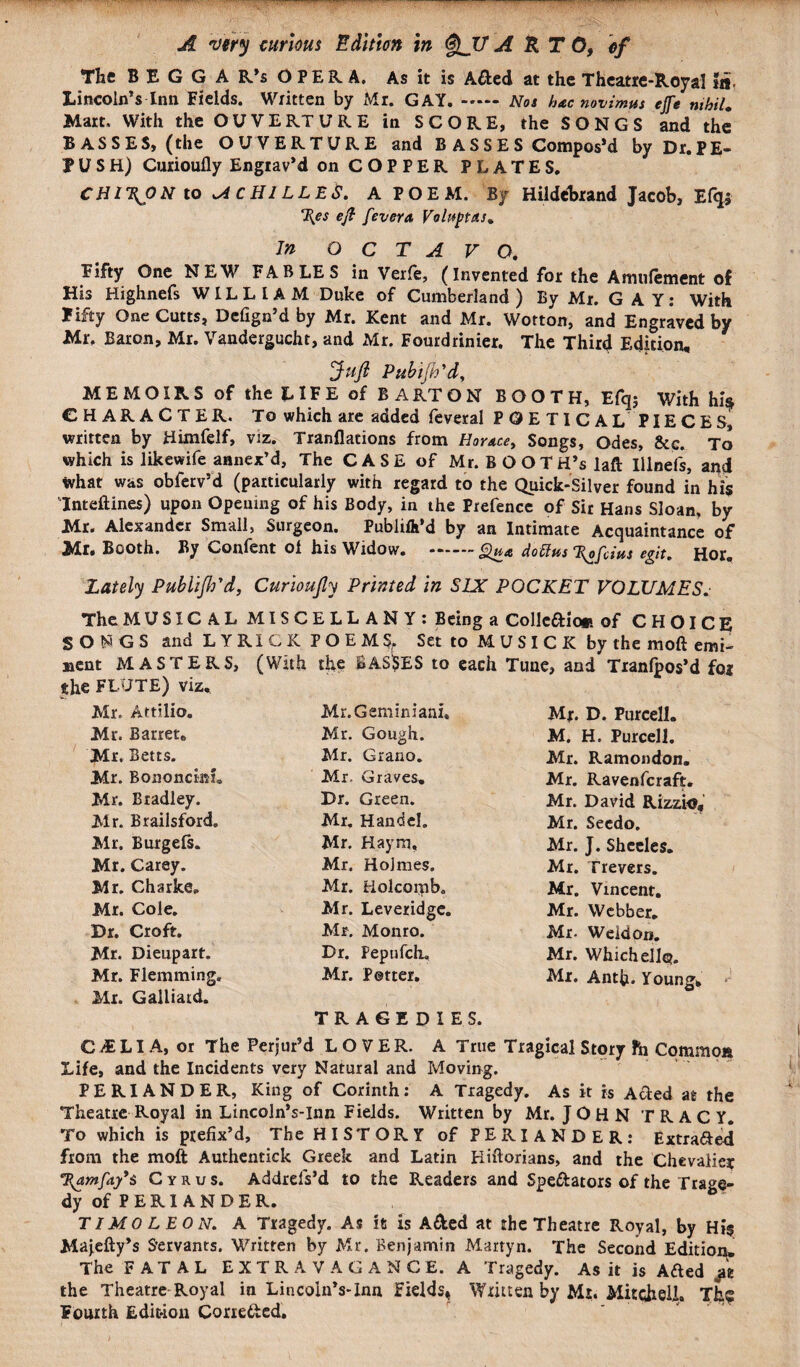 A very curious Edition in QUARTO, of
The BEGGAR's OPERA. As it is Acted at the Theatre-Royal in
Lincoln's Inn Fields. Written by Mr. GAY. ----- Nos hæc novimus esse nihil.
Mart. With the OUVERTURE in SCORE, the SONGS and the
BASSES, (the OUVERTURE and BASSES Compos'd by Dr. PE-
PUSH) Curiously Engrav'd on COPPER PLATES.
CHIRON to ACHILLES. A POEM. By Hildebrand Jacob, Esq;
Res est severa Voluptas.
In OCTAVO.
Fifty One NEW FABLES in Verse, (Invented for the Amusement of
His Highness WILLIAM Duke of Cumberland) By Mr. GAY: With
Fifty One Cutts, Design'd by Mr. Kent and Mr. Wotton, and Engraved by
Mr. Baron, Mr. Vandergucht, and Mr. Fourdrinier. The Third Edition.
Just Pubish'd,
MEMOIRS of the LIFE of BARTON BOOTH, Esq; With his
CHARACTER. To which are added several POETICAL PIECES,
written by Himself, viz. Translations from Horace, Songs, Odes, &c. To
which is likewise annex'd, The CASE of Mr. BOOTH's last Illness, and
what was observ'd (particularly with regard to the Quick-Silver found in his
Intestines) upon Opening of his Body, in the Presence of Sir Hans Sloan, by
Mr. Alexander Small, Surgeon. Publish'd by an Intimate Acquaintance of
Mr. Booth. By Consent of his Widow. ------ Quæ doctus Roscius egit. Hor.
Lately Publish'd, Curiously Printed in SIX POCKET VOLUMES.
The MUSICAL MISCELLANY: Being a Collection of CHOICE
SONGS and LYRICK POEMS. Set to MUSICK by the most emi-
nent MASTERS, (With the BASSES to each Tune, and Transpos'd for
the FLUTE) viz.
Mr. Attilio.
Mr. Barret.
Mr. Betts.
Mr. Bononcini.
Mr. Bradley.
Mr. Brailsford.
Mr. Burgess.
Mr. Carey.
Mr. Charke.
Mr. Cole.
Dr. Croft.
Mr. Dieupart.
Mr. Flemming.
Mr. Galliard.
Mr. Geminiani.
Mr. Gough.
Mr. Grano.
Mr. Graves.
Dr. Green.
Mr. Handel.
Mr. Haym.
Mr. Holmes.
Mr. Holcomb.
Mr. Leveridge.
Mr. Monro.
Dr. Pepusch.
Mr. Potter.
Mr. D. Purcell.
M. H. Purcell.
Mr. Ramondon.
Mr. Ravenscraft.
Mr. David Rizzio,
Mr. Seedo.
Mr. J. Sheeles.
Mr. Trevers.
Mr. Vincent.
Mr. Webber.
Mr. Weldon.
Mr. Whichello.
Mr. Anth. Young.
TRAGEDIES.
CÆLIA, or The Perjur'd LOVER. A True Tragical Story in Common
Life, and the Incidents very Natural and Moving.
PERIANDER, King of Corinth: A Tragedy. As it is Acted at the
Theatre Royal in Lincoln's-Inn Fields. Written by Mr. JOHN TRACY.
To which is prefix'd, The HISTORY of PERIANDER: Extracted
from the most Authentick Greek and Latin Historians, and the Chevalier
Ramsay's CYRUS. Address'd to the Readers and Spectators of the Trage-
dy of PERIANDER.
TIMOLEON. A Tragedy. As it is Acted at the Theatre Royal, by His
Majesty's Servants. Written by Mr. Benjamin Martyn. The Second Edition.
The FATAL EXTRAVAGANCE. A Tragedy. As it is Acted at
the Theatre-Royal in Lincoln's-Inn Fields, Written by Mr. Mitchell. The
Fourth Edition Corrected.